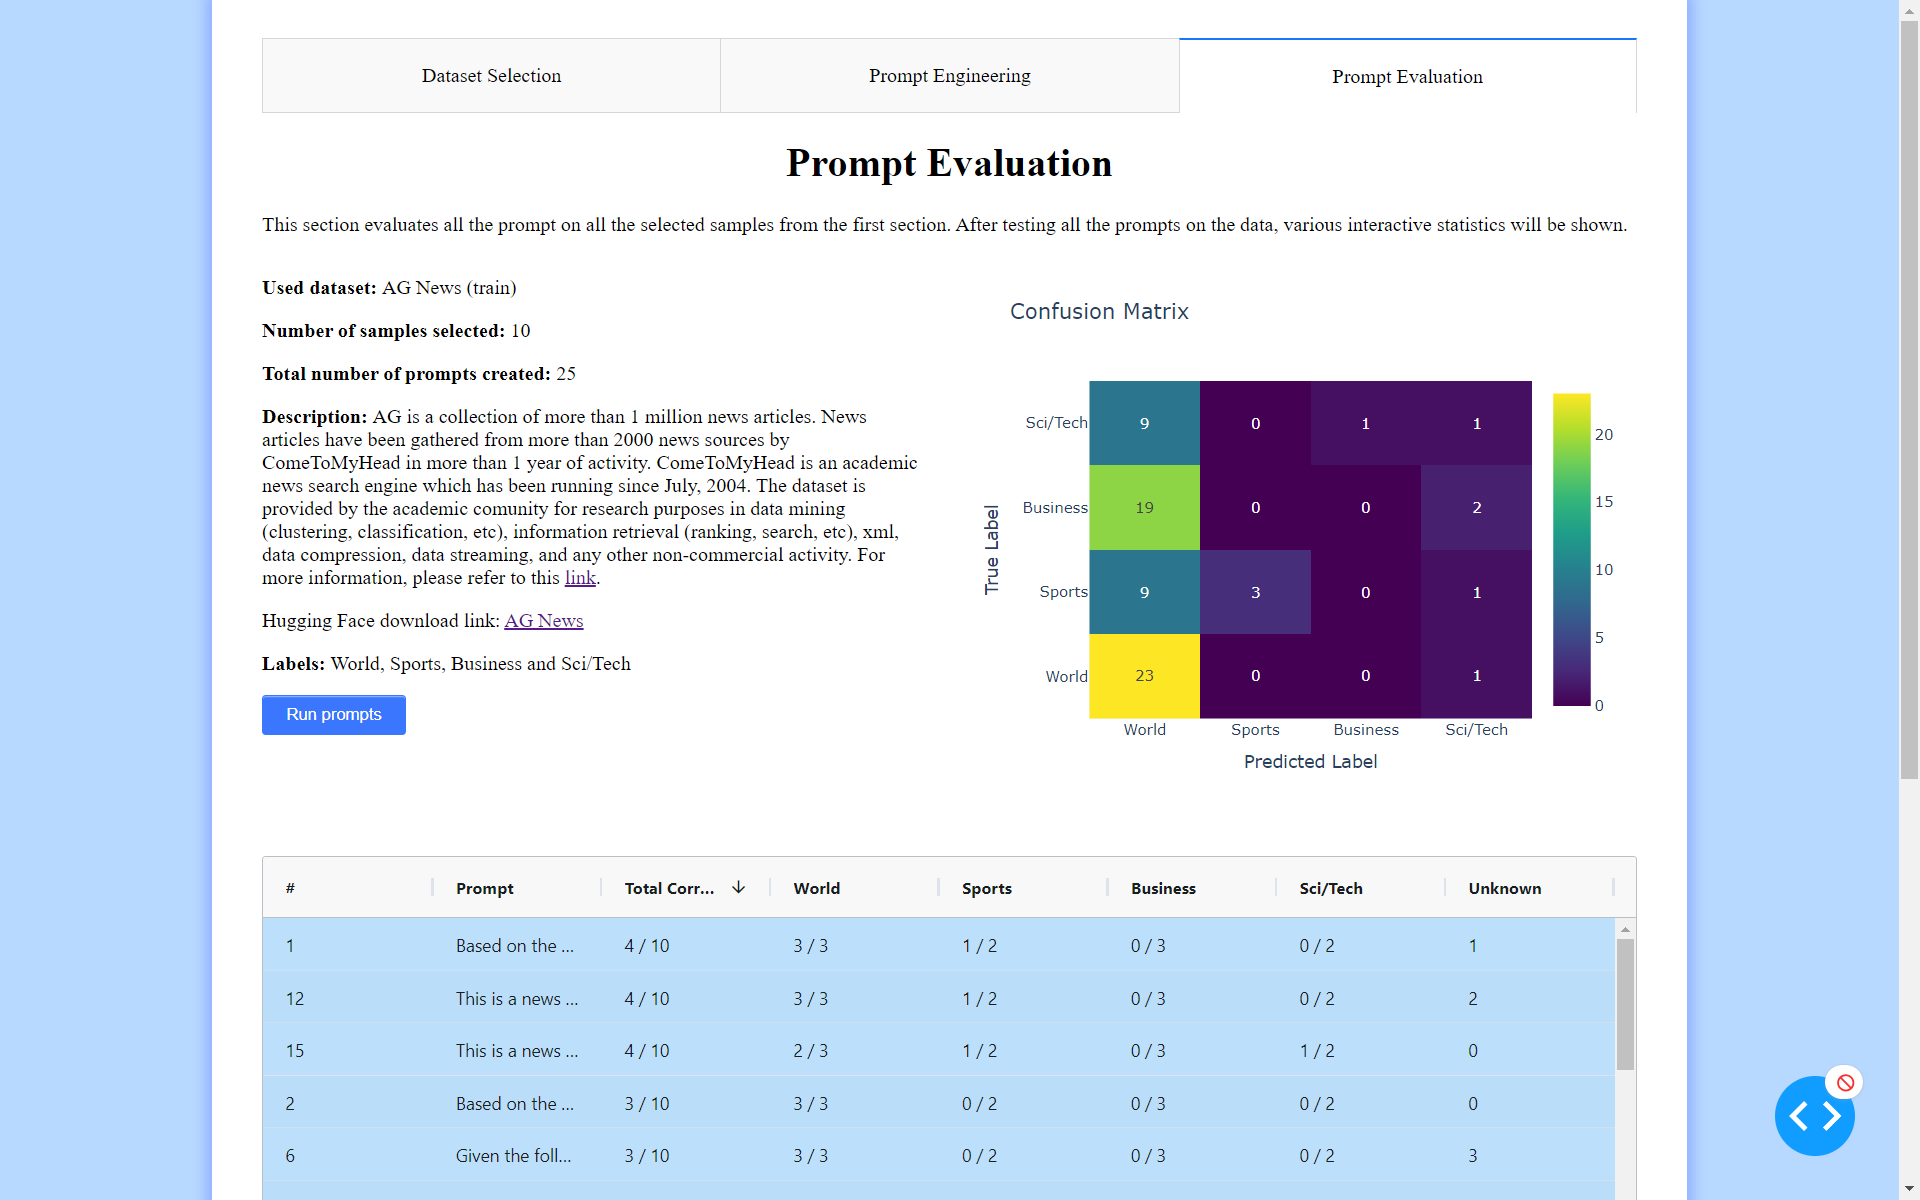 Dataset Selection
Prompt Engineering
Prompt Evaluation
Prompt Evaluation
This section evaluates all the prompt on all the selected samples from the first section. After testing all the prompts on the data, various interactive statistics will be shown.
Used dataset: AG News (train)
Number of samples selected: 10
Total number of prompts created: 25
Description: AG is a collection of more than 1 million news articles. News
articles have been gathered from more than 2000 news sources by
ComeToMyHead in more than 1 year of activity. ComeToMyHead is an academic
news search engine which has been running since July, 2004. The dataset is
provided by the academic comunity for research purposes in data mining
(clustering, classification, etc), information retrieval (ranking, search, etc), xml,
data compression, data streaming, and any other non-commercial activity. For
more information, please refer to this link.
Hugging Face download link: AG News
Labels: World, Sports, Business and Sci/Tech
Run prompts
Confusion Matrix
True Label
Sci/Tech 9 0 1 1
Business 19 0 0 2
Sports 9 3 0 1
World 23 0 0 1
World Sports Business Sci/Tech
Predicted Label
20
15
10
5
0
# Prompt Total Corr... World Sports Business Sci/Tech Unknown
1 Based on the ... 4 / 10 3 / 3 1 / 2 0 / 3 0 / 2 1
12 This is a news ... 4 / 10 3 / 3 1 / 2 0 / 3 0 / 2 2
15 This is a news ... 4 / 10 2 / 3 1 / 2 0 / 3 1 / 2 0
2 Based on the ... 3 / 10 3 / 3 0 / 2 0 / 3 0 / 2 0
6 Given the foll... 3 / 10 3 / 3 0 / 2 0 / 3 0 / 2 3